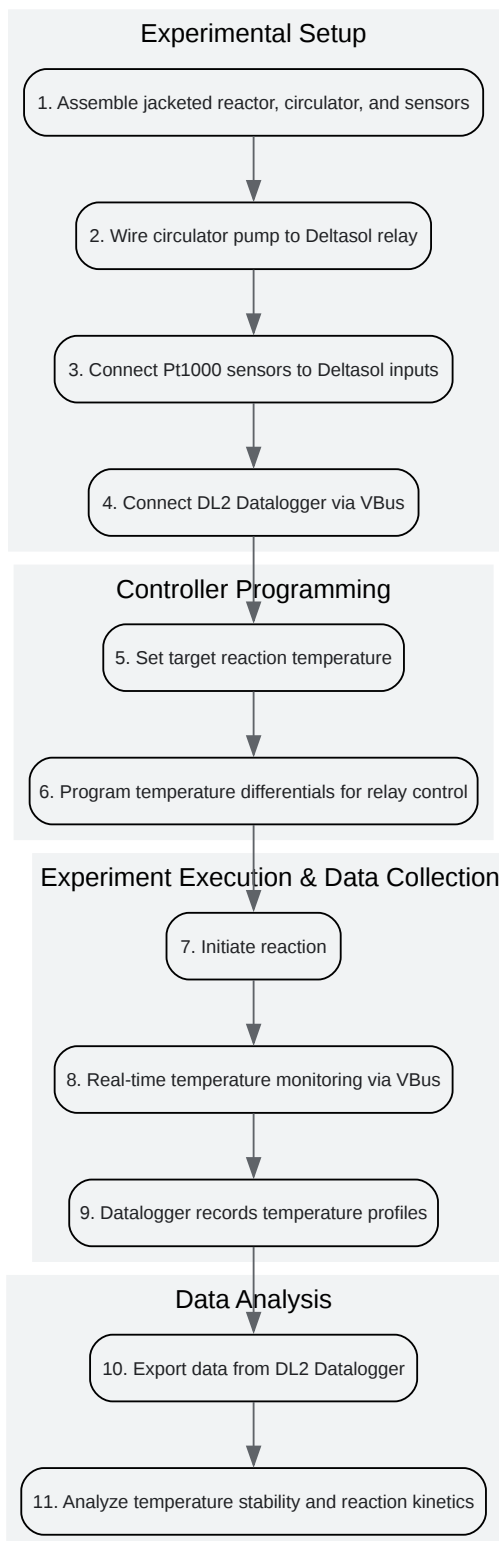 Experimental Setup
1. Assemble jacketed reactor, circulator, and sensors
2. Wire circulator pump to Deltasol relay
3. Connect Pt1000 sensors to Deltasol inputs
4. Connect DL2 Datalogger via VBus
Controller Programming
5. Set target reaction temperature
6. Program temperature differentials for relay control
Experiment Execution & Data Collection
7. Initiate reaction
8. Real-time temperature monitoring via VBus
9. Datalogger records temperature profiles
Data Analysis
10. Export data from DL2 Datalogger
11. Analyze temperature stability and reaction kinetics